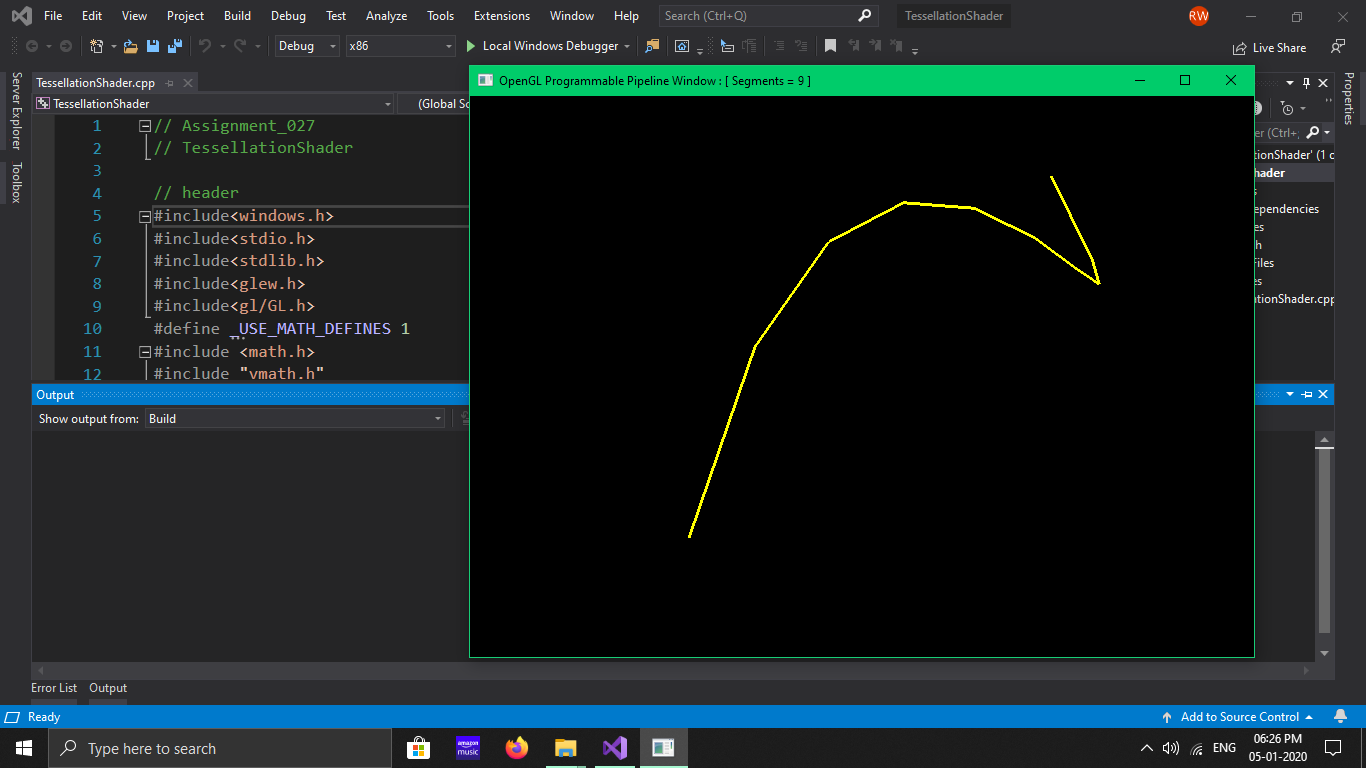 File Edit View Project Build Debug Test Analyze Tools Extensions Window Help Search (Ctrl+Q) TessellationShader RW
Debug x86 Local Windows Debugger Live Share
Server Explorer
Toolbox
Properties
TessellationShader.cpp
TessellationShader (Global Sc
1 // Assignment_027
2 // TessellationShader
3
4 // header
5 #include<windows.h>
6 #include<stdio.h>
7 #include<stdlib.h>
8 #include<glew.h>
9 #include<gl/GL.h>
10 #define _USE_MATH_DEFINES 1
11 #include <math.h>
12 #include "vmath.h"
OpenGL Programmable Pipeline Window : [ Segments = 9 ]
er (Ctrl+;
ionShader' (1 c
hader
ependencies
es
h
Files
es
ationShader.cpp
Output
Show output from: Build
Error List Output
Ready Add to Source Control
Type here to search
amazon music
ENG
06:26 PM
05-01-2020